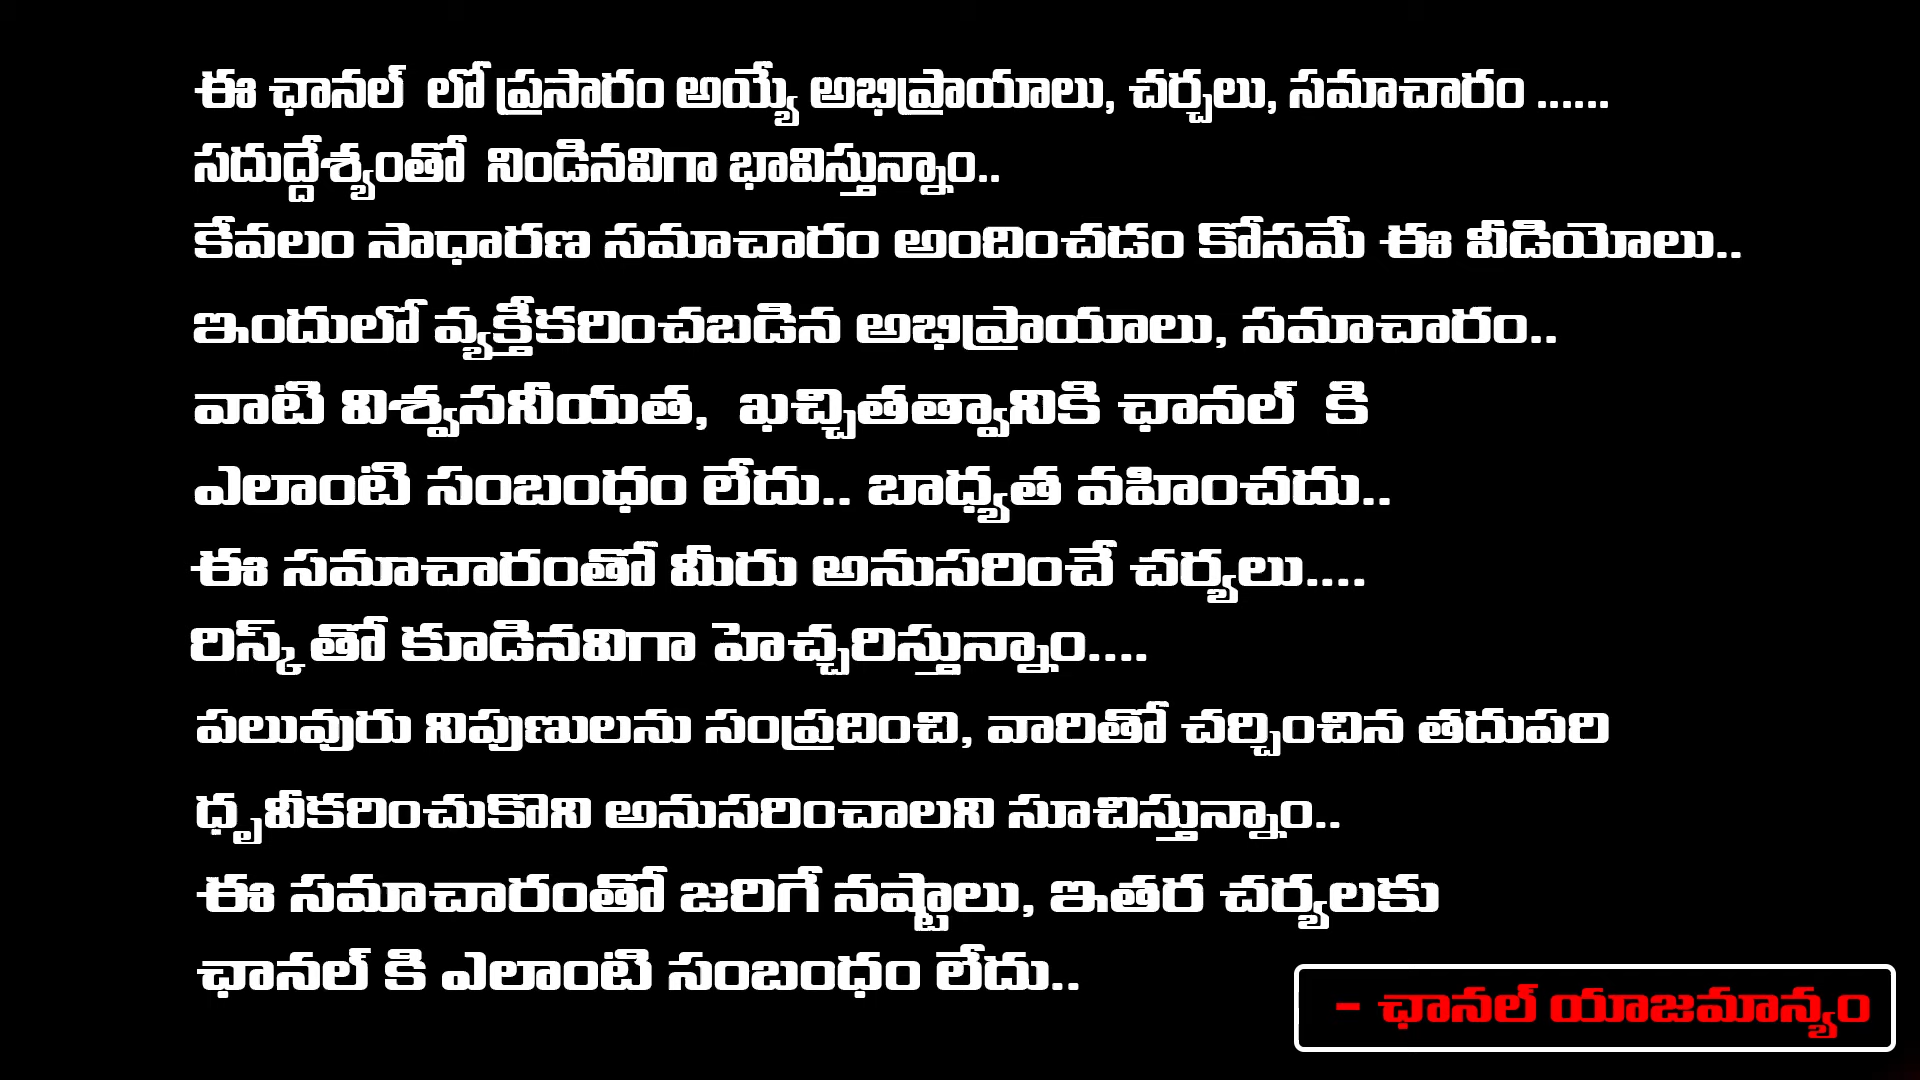 ఈ ఛానల్ లో ప్రసారం అయ్యే అభిప్రాయాలు, చర్చలు, సమాచారం ......
సదుద్దేశ్యంతో నిండినవిగా భావిస్తున్నాం..
కేవలం సాధారణ సమాచారం అందించడం కోసమే ఈ వీడియోలు..
ఇందులో వ్యక్తీకరించబడిన అభిప్రాయాలు, సమాచారం..
వాటి విశ్వసనీయత, ఖచ్చితత్వానికి ఛానల్ కి
ఎలాంటి సంబంధం లేదు.. బాధ్యత వహించదు..
ఈ సమాచారంతో మీరు అనుసరించే చర్యలు....
రిస్క్ తో కూడినవిగా హెచ్చరిస్తున్నాం....
పలువురు నిపుణులను సంప్రదించి, వారితో చర్చించిన తదుపరి
ధృవీకరించుకొని అనుసరించాలని సూచిస్తున్నాం..
ఈ సమాచారంతో జరిగే నష్టాలు, ఇతర చర్యలకు
ఛానల్ కి ఎలాంటి సంబంధం లేదు..
- ఛానల్ యాజమాన్యం